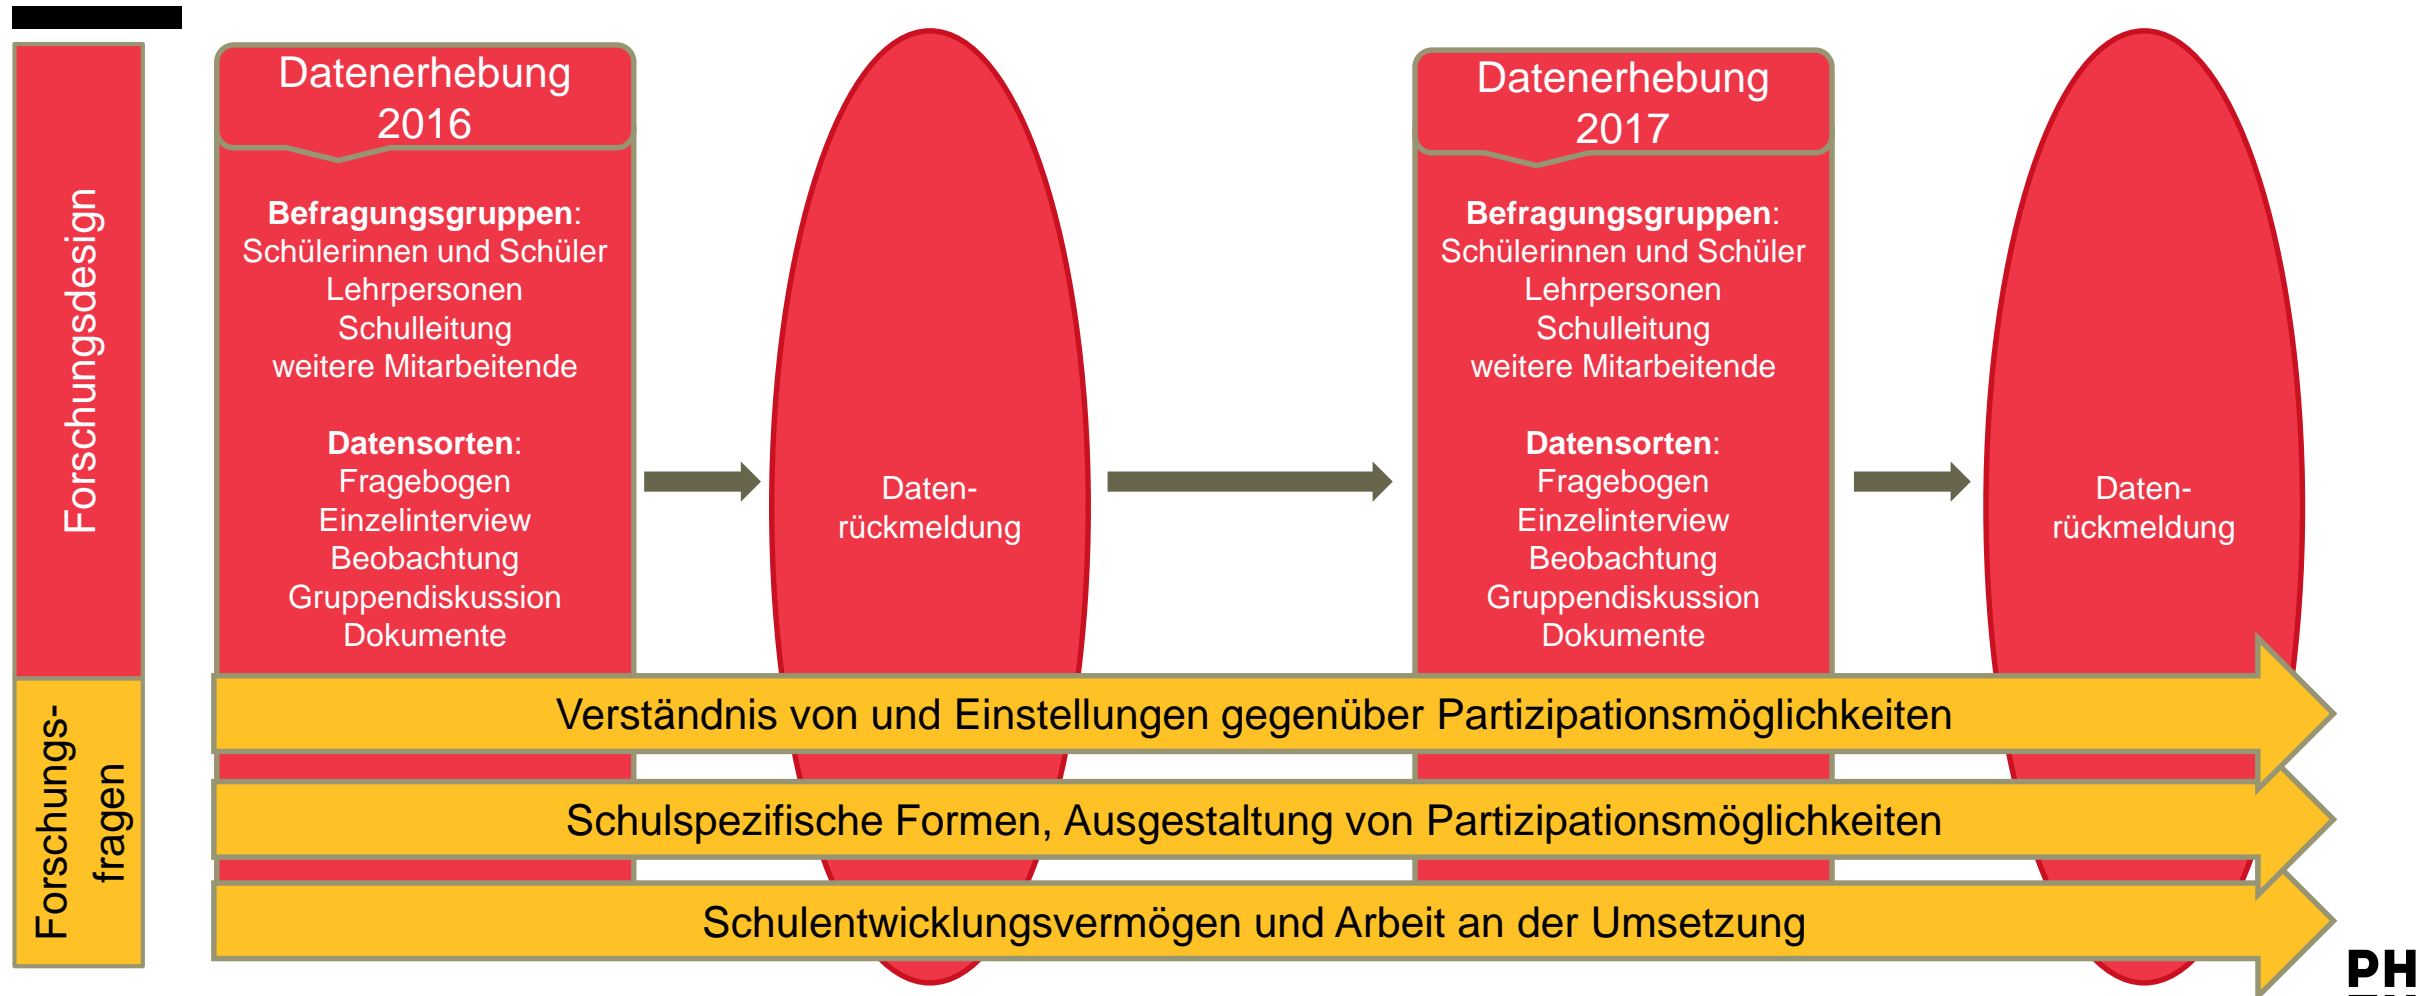 Forschungsdesign
Datenerhebung
2016
Befragungsgruppen:
Schülerinnen und Schüler
Lehrpersonen
Schulleitung
weitere Mitarbeitende
Datensorten:
Fragebogen
Einzelinterview
Beobachtung
Gruppendiskussion
Dokumente
Daten-
rückmeldung
Datenerhebung
2017
Befragungsgruppen:
Schülerinnen und Schüler
Lehrpersonen
Schulleitung
weitere Mitarbeitende
Datensorten:
Fragebogen
Einzelinterview
Beobachtung
Gruppendiskussion
Dokumente
Daten-
rückmeldung
Forschungs-
fragen
Verständnis von und Einstellungen gegenüber Partizipationsmöglichkeiten
Schulspezifische Formen, Ausgestaltung von Partizipationsmöglichkeiten
Schulentwicklungsvermögen und Arbeit an der Umsetzung
PH